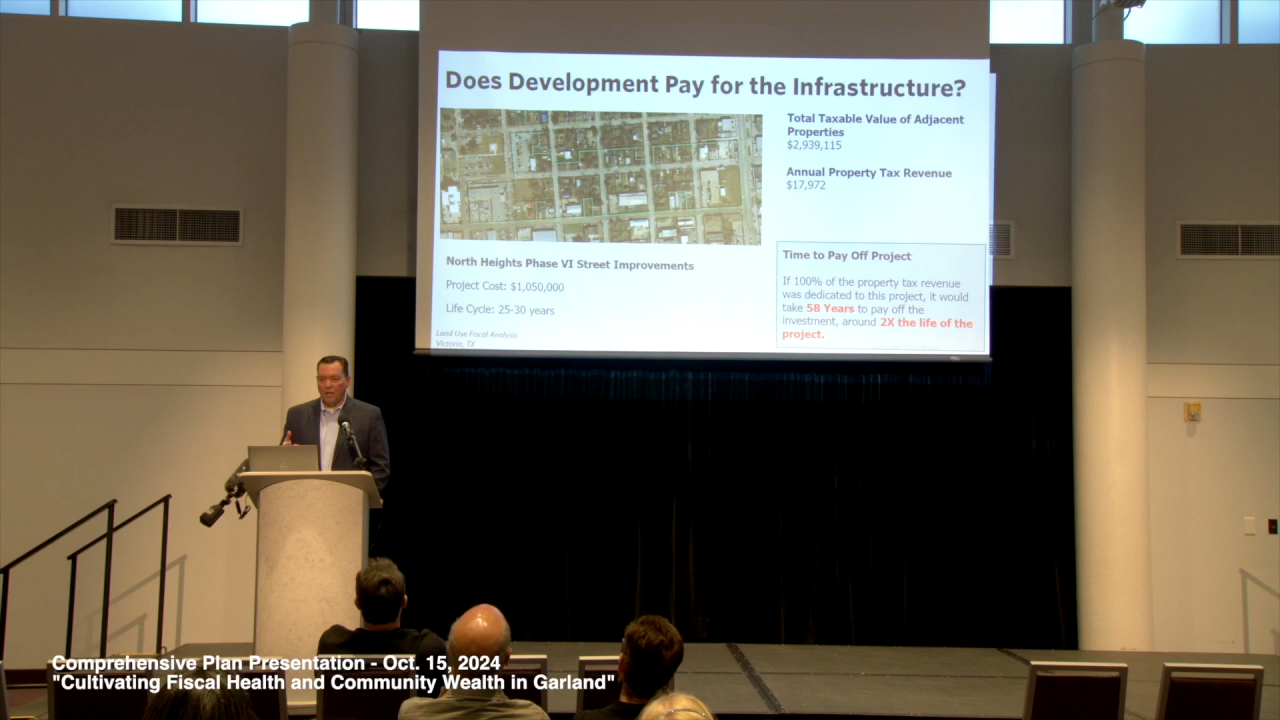 Does Development Pay for the Infrastructure?
Total Taxable Value of Adjacent
Properties
$2,939,115
Annual Property Tax Revenue
$17,972
North Heights Phase VI Street Improvements
Project Cost: $1,050,000
Life Cycle: 25-30 years
Land Use Fiscal Analysis
Victoria, TX
Time to Pay Off Project
If 100% of the property tax revenue
was dedicated to this project, it would
take 58 Years to pay off the
investment, around 2X the life of the
project.
Comprehensive Plan Presentation - Oct. 15, 2024
"Cultivating Fiscal Health and Community Wealth in Garland"